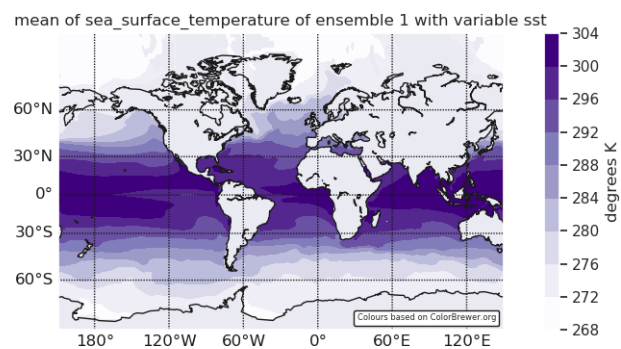 mean of sea_surface_temperature of ensemble 1 with variable sst
304
300
296
292
288
284
280
276
272
268
degrees K
60°N
30°N
0°
30°S
60°S
180°
120°W
60°W
0°
60°E
120°E
Colours based on ColorBrewer.org